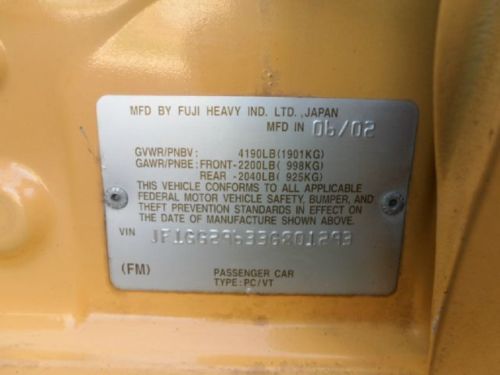 MFD BY FUJI HEAVY IND. LTD., JAPAN
MFD IN 06/02
GVWR/PNBV: 4190LB(1901KG)
GAWR/PNBE: FRONT-2200LB( 998KG)
REAR -2040LB( 925KG)
THIS VEHICLE CONFORMS TO ALL APPLICABLE
FEDERAL MOTOR VEHICLE SAFETY, BUMPER, AND
THEFT PREVENTION STANDARDS IN EFFECT ON
THE DATE OF MANUFACTURE SHOWN ABOVE.
VIN JF1GG29633G801293
(FM) PASSENGER CAR
TYPE: PC/VT